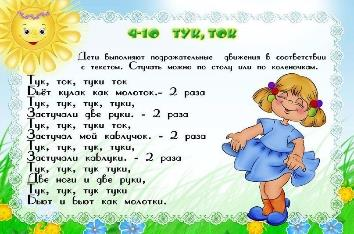 4-10 ТУК, ТОК
Дети выполняют подражательные движения в соответствии
с текстом. Стучать можно по столу или по коленочкам.
Тук, ток, туки ток
Бьёт кулак как молоток.- 2 раза
Тук, тук, тук, туки,
Застучали две руки. - 2 раза
Тук, тук, туки ток,
Застучал мой каблучок. - 2 раза
Тук, тук, тук, туки,
Застучали каблуки. - 2 раза
Тук, тук, тук туки,
Две ноги и две руки,
Тук, тук, тук туки
Бьют и бьют как молотки.